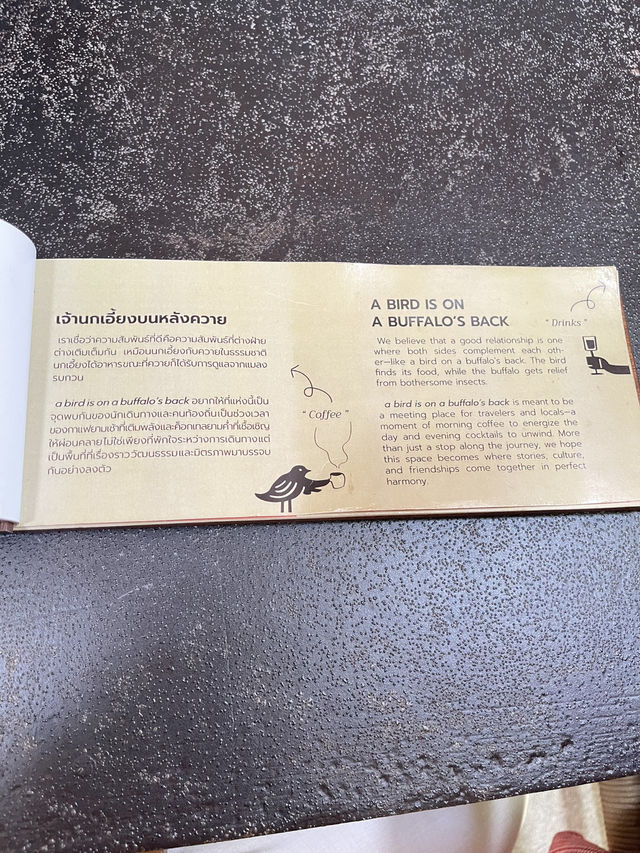 เจ้านกเอี้ยงบนหลังควาย
เราเชื่อว่าความสัมพันธ์ที่ดีคือความสัมพันธ์ที่ต่างฝ่าย
ต่างเติมเต็มกัน เหมือนนกเอี้ยงกับควายในธรรมชาติ
นกเอี้ยงได้อาหารขณะที่ควายก็ได้รับการดูแลจากแมลง
รบกวน
a bird is on a buffalo's back อยากให้ที่แห่งนี้เป็น
จุดพบกันของนักเดินทางและคนท้องถิ่นเป็นช่วงเวลา
ของกาแฟยามเช้าที่เติมพลังและค็อกเทลยามค่ำที่เชื้อเชิญ
ให้ผ่อนคลายไม่ใช่เพียงที่พักใจระหว่างการเดินทางแต่
เป็นพื้นที่ที่เรื่องราววัฒนธรรมและมิตรภาพมาบรรจบ
กันอย่างลงตัว
" Coffee "
A BIRD IS ON
A BUFFALO'S BACK
" Drinks "
We believe that a good relationship is one
where both sides complement each oth-
er—like a bird on a buffalo's back. The bird
finds its food, while the buffalo gets relief
from bothersome insects.
a bird is on a buffalo's back is meant to be
a meeting place for travelers and locals—a
moment of morning coffee to energize the
day and evening cocktails to unwind. More
than just a stop along the journey, we hope
this space becomes where stories, culture,
and friendships come together in perfect
harmony.